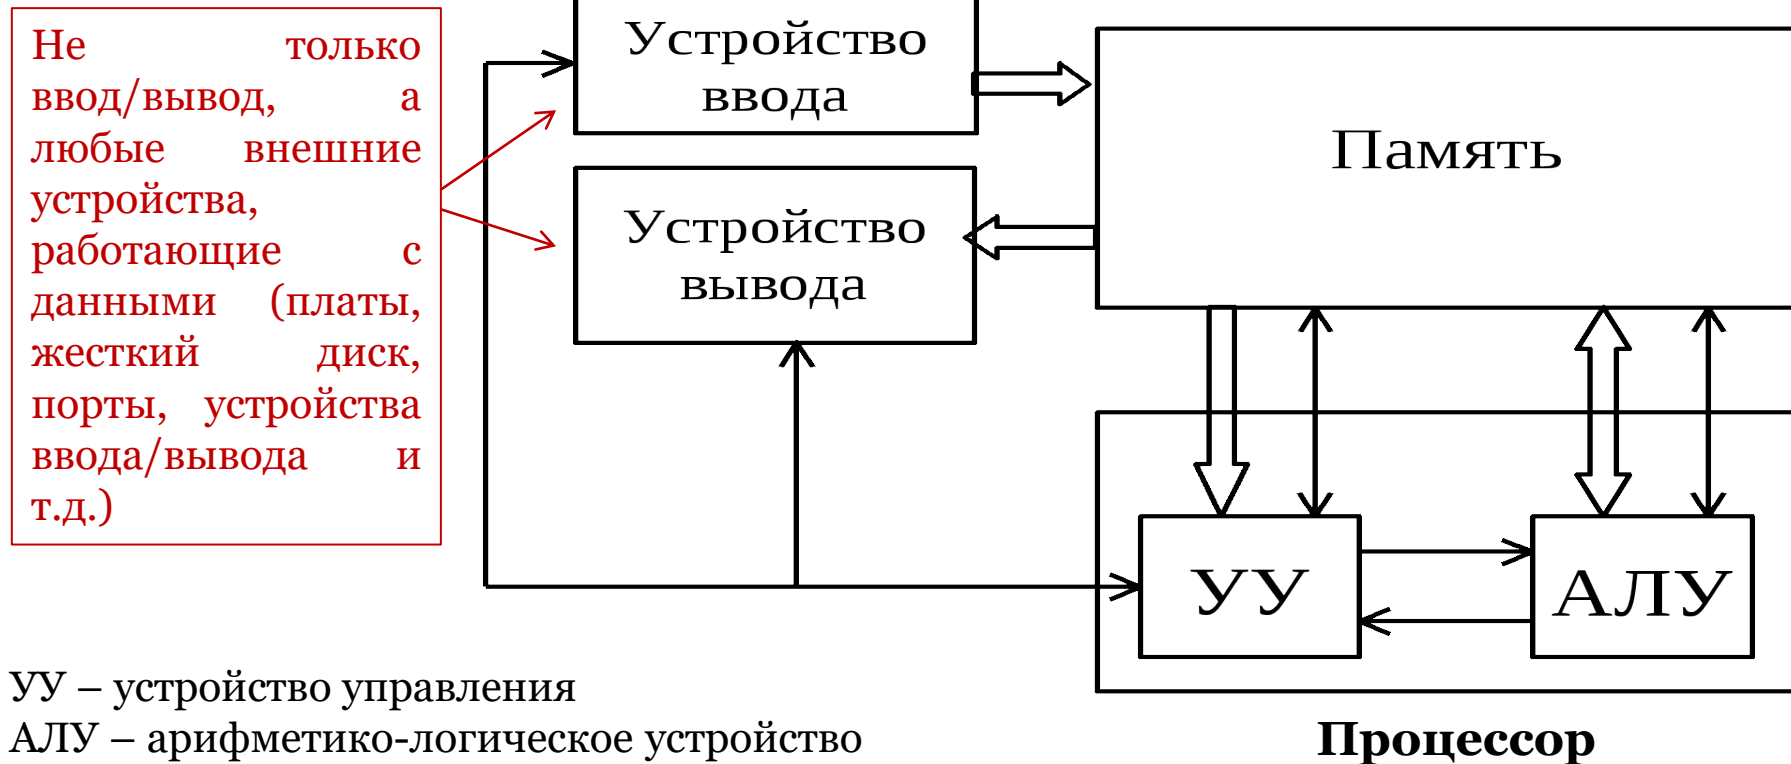 Не только
ввод/вывод, а
любые внешние
устройства,
работающие с
данными (платы,
жесткий диск,
порты, устройства
ввода/вывода и
т.д.)
Устройство
ввода
Устройство
вывода
Память
УУ
АЛУ
УУ – устройство управления
АЛУ – арифметико-логическое устройство
Процессор